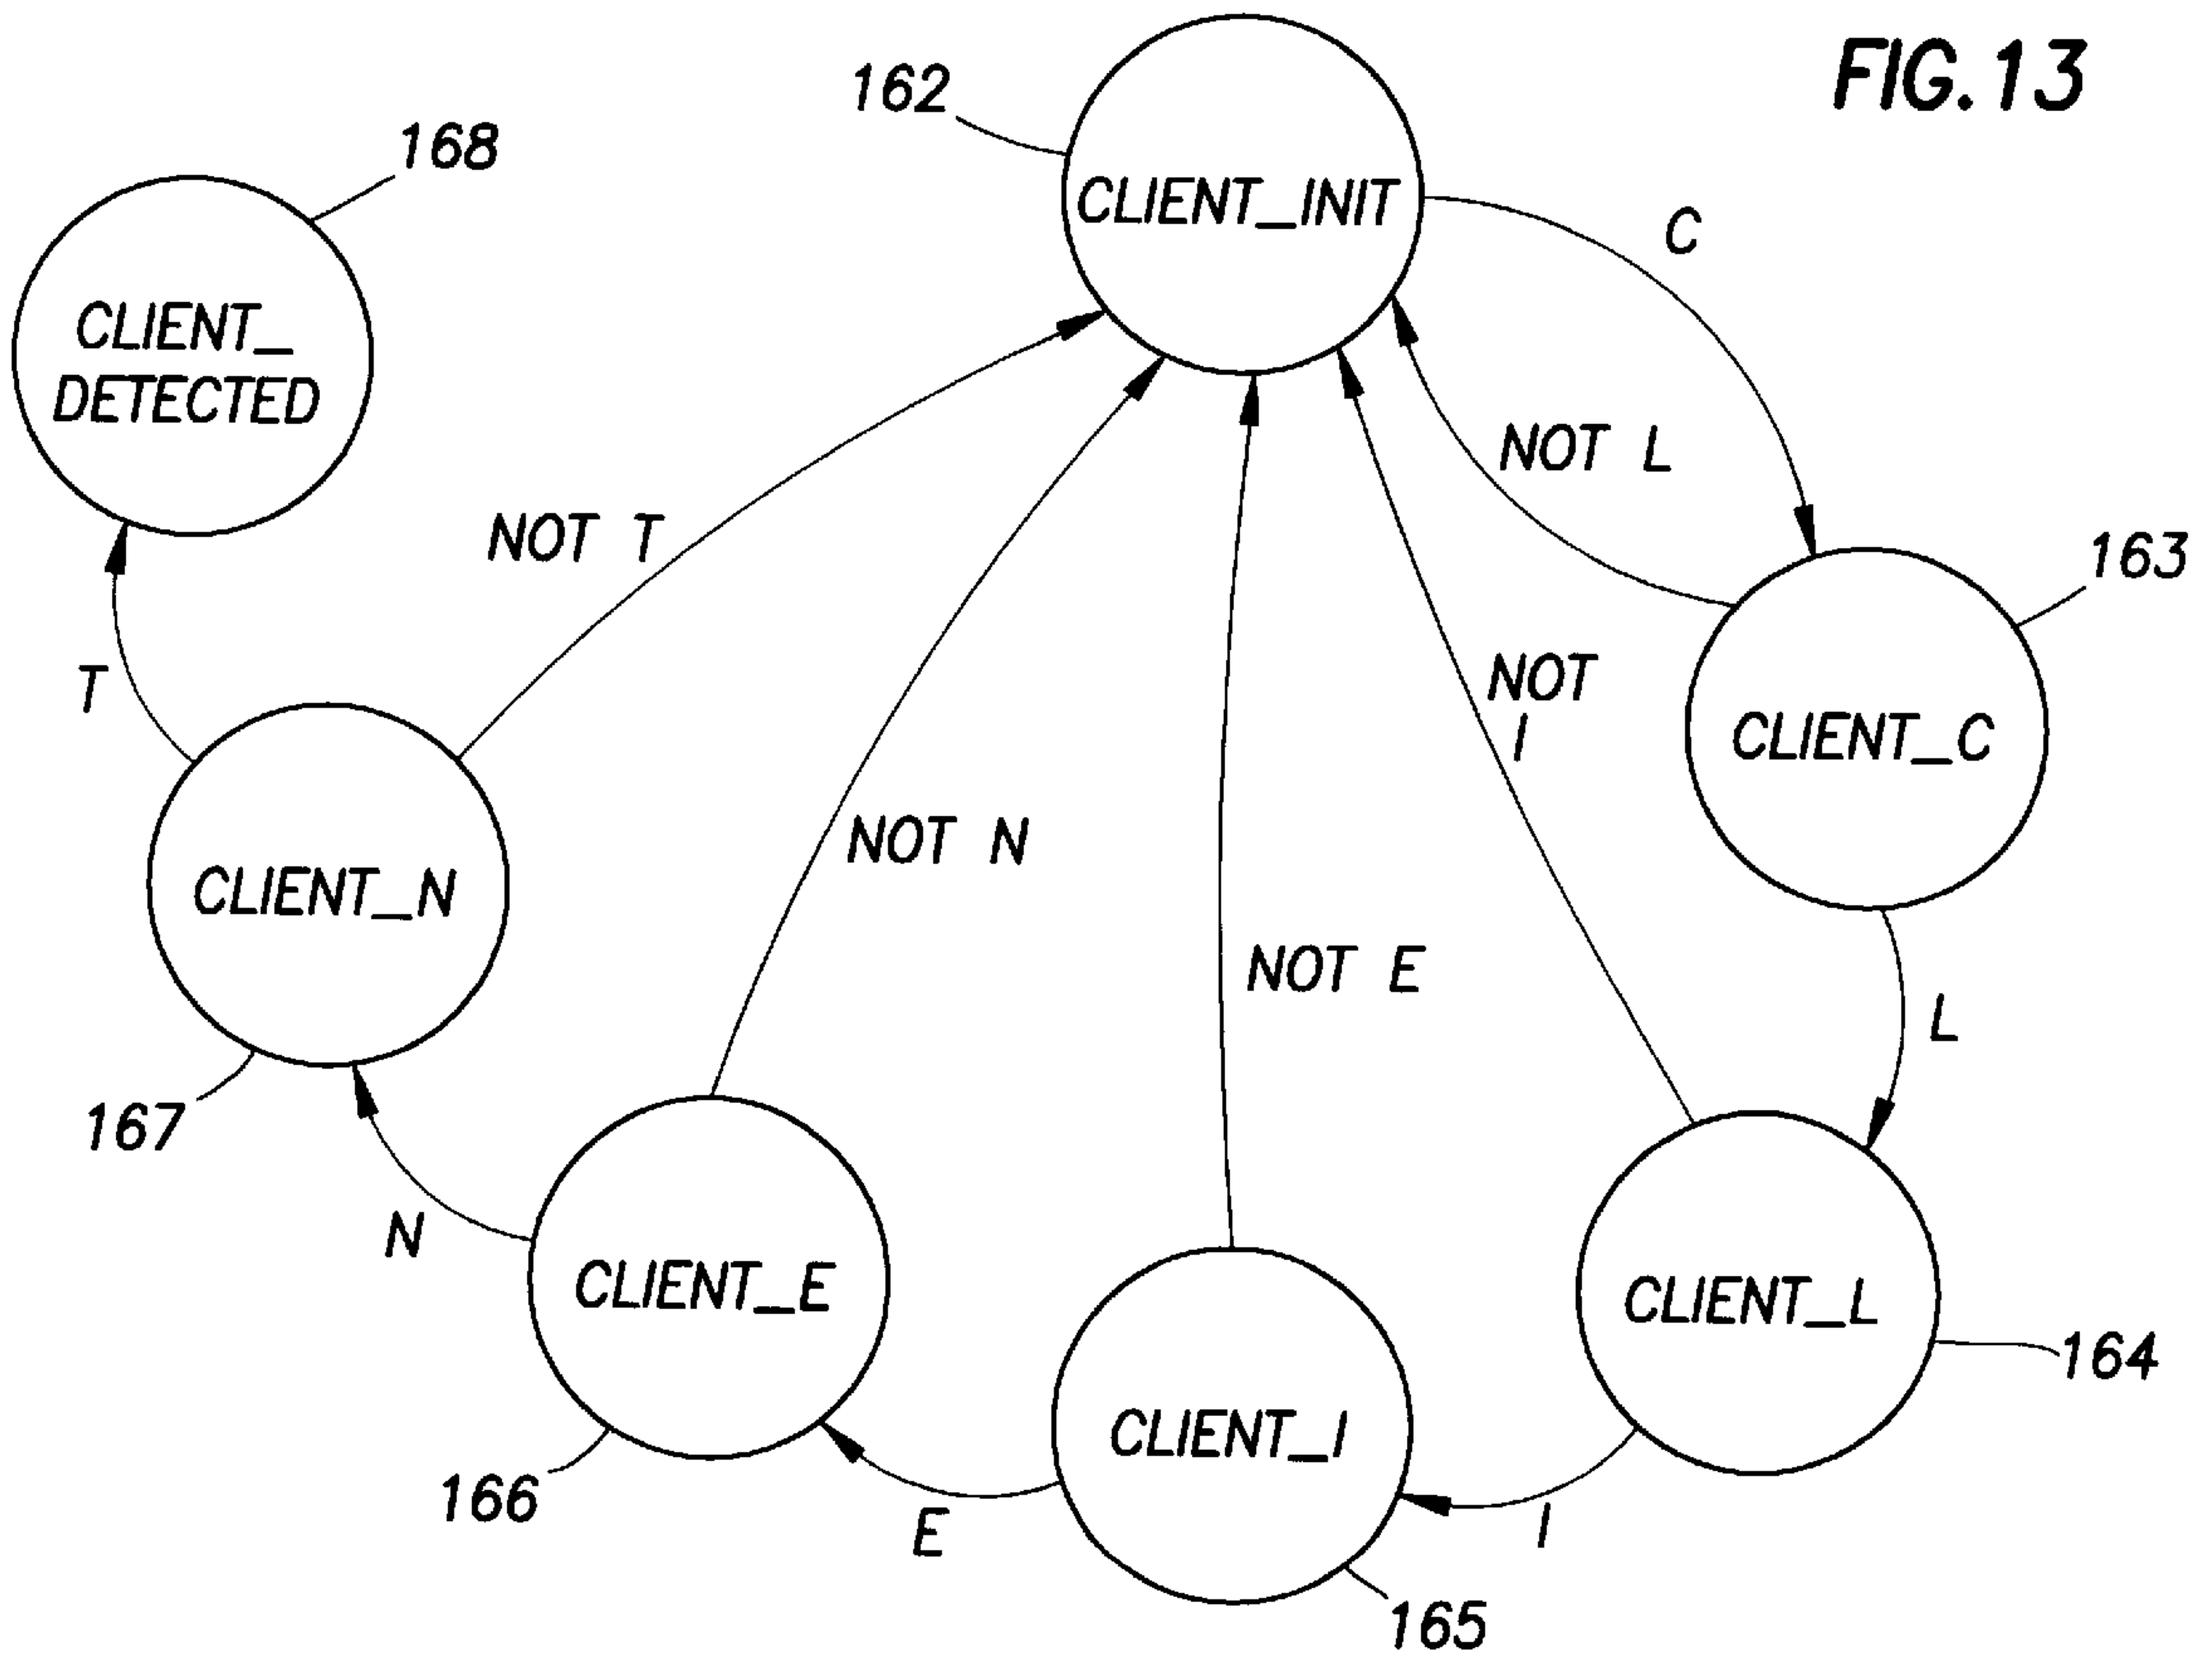 FIG. 13
162
168
CLIENT_INIT
C
CLIENT_
DETECTED
NOT L
NOT T
163
NOT
I
T
CLIENT_C
NOT N
CLIENT_N
NOT E
L
167
N
CLIENT_E
CLIENT_L
164
CLIENT_I
166
E
I
165